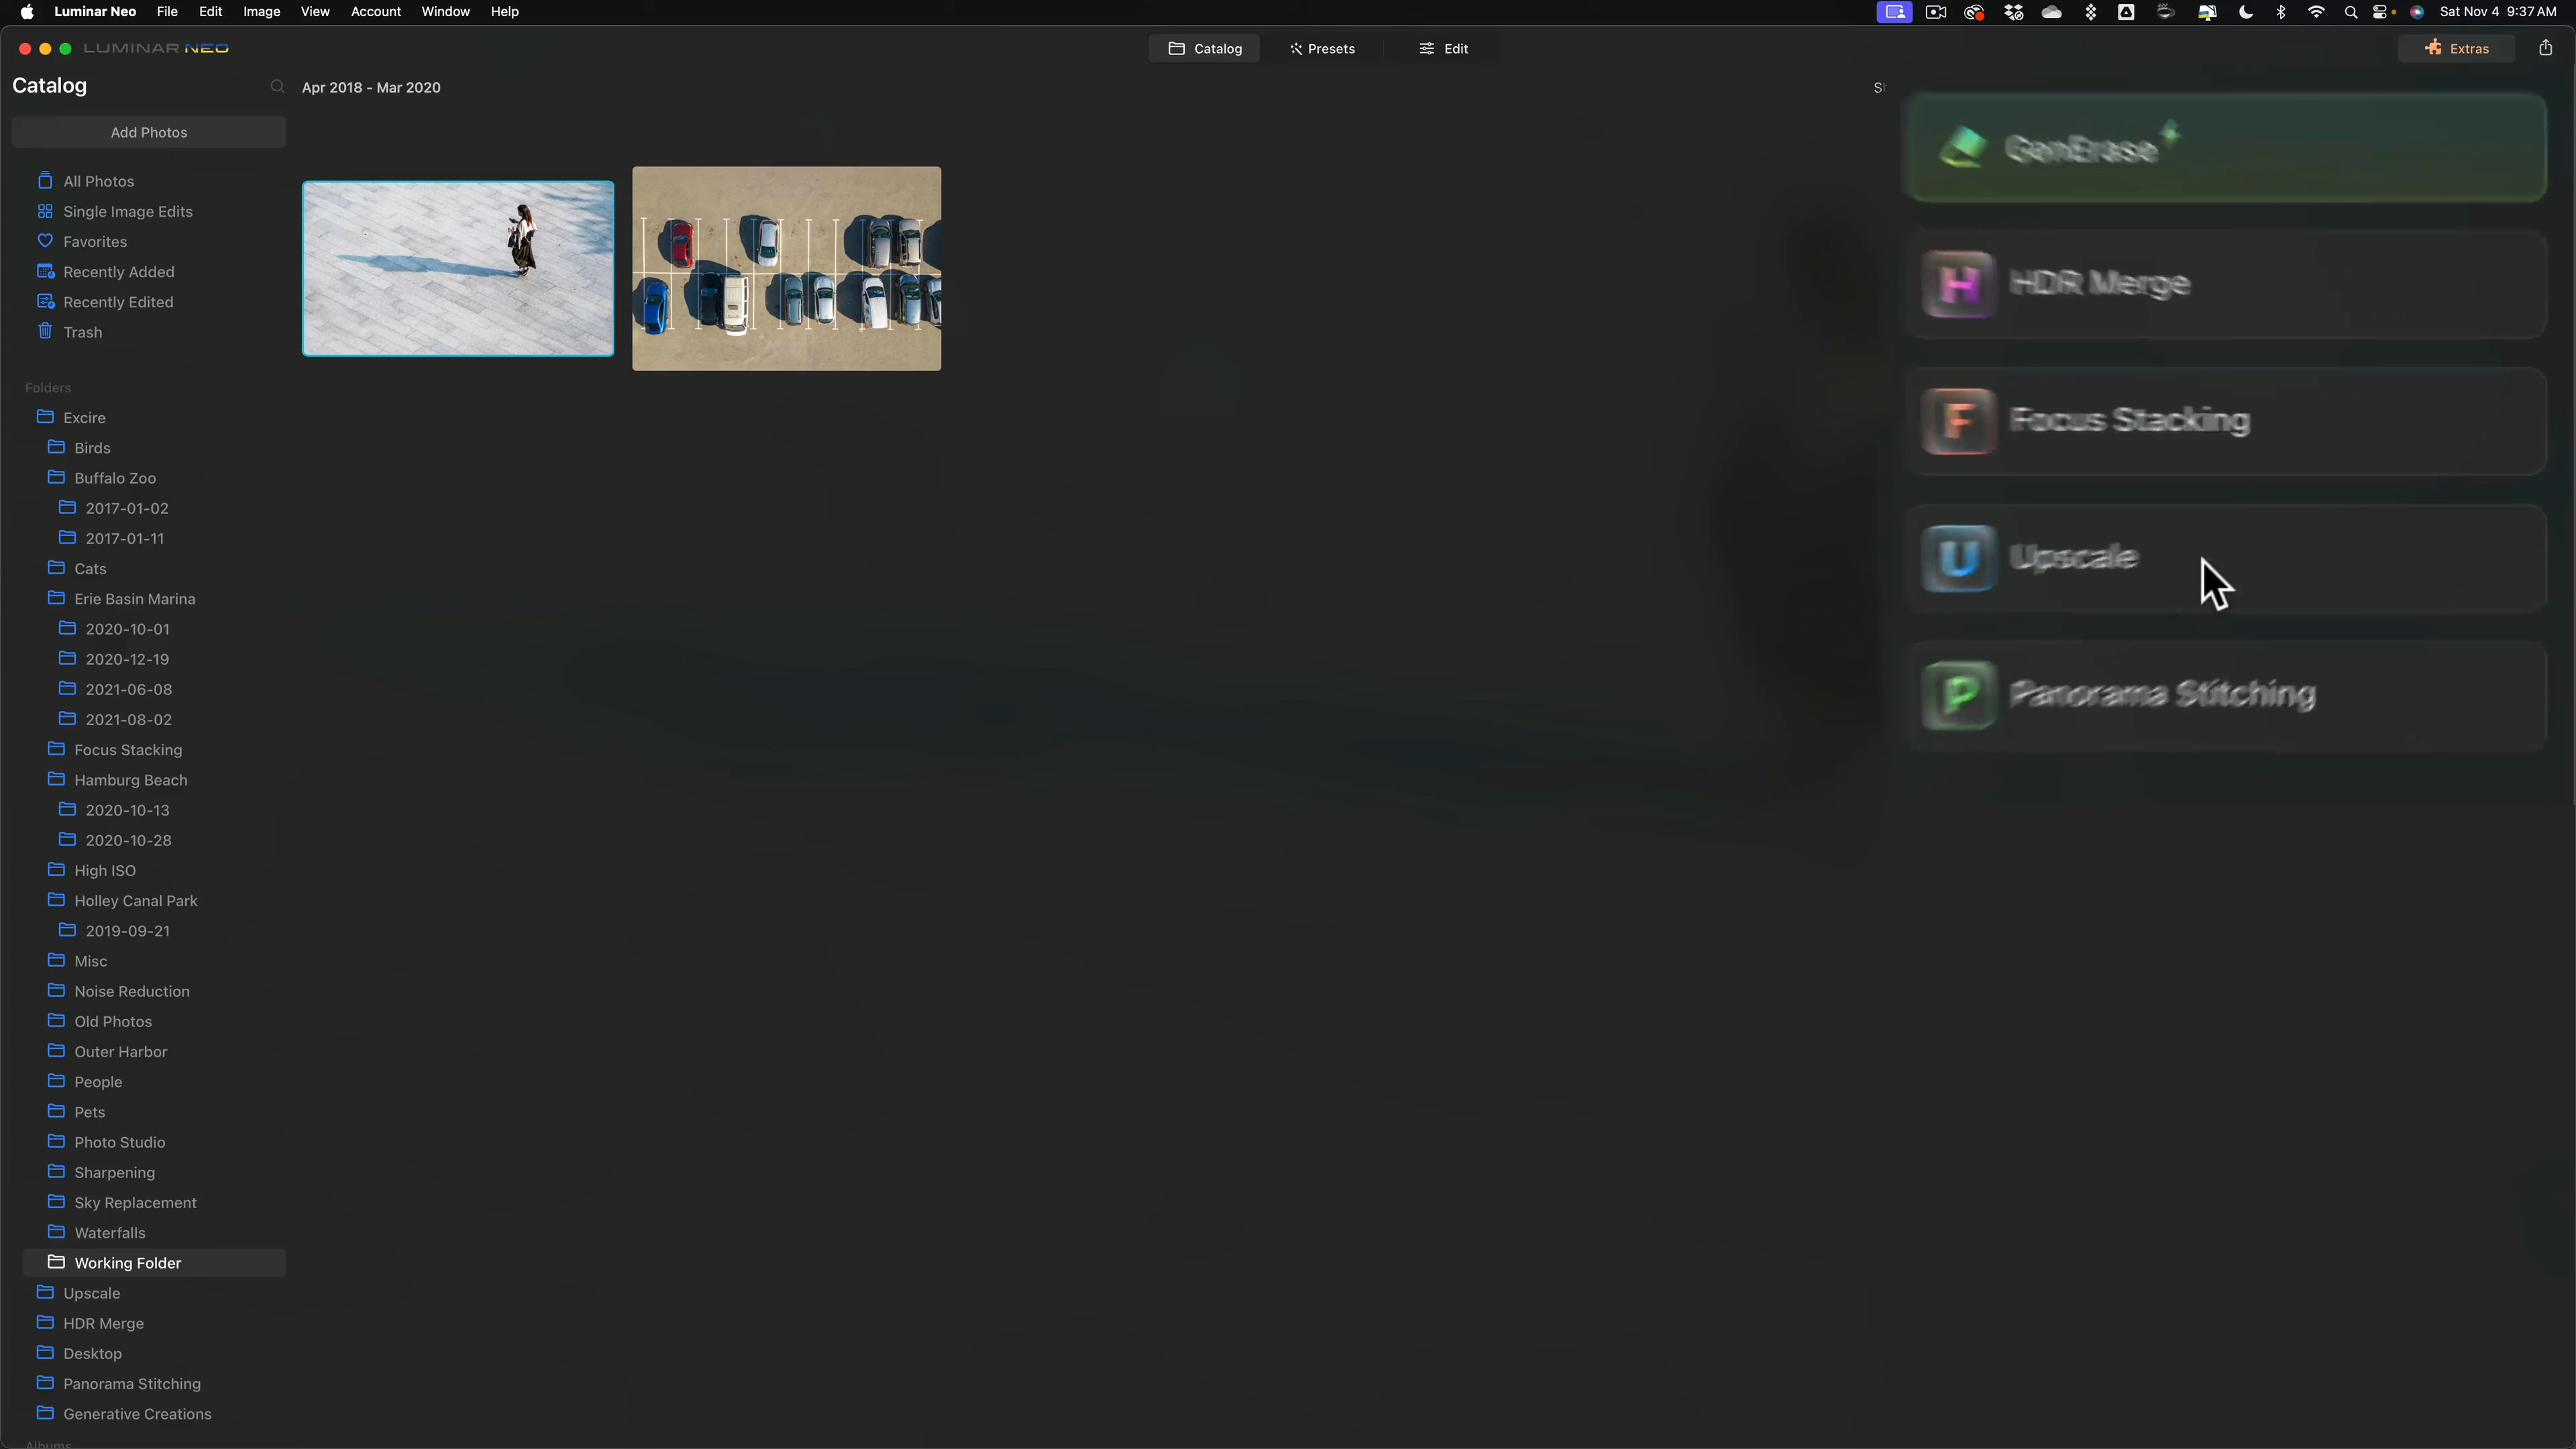 Luminar Neo File Edit Image View Account Window Help
Sat Nov 4 9:37 AM
LUMINAR NEO
Catalog
Presets
Edit
Extras
Catalog
Apr 2018 - Mar 2020
Add Photos
All Photos
Single Image Edits
Favorites
Recently Added
Recently Edited
Trash
Folders
Excire
Birds
Buffalo Zoo
2017-01-02
2017-01-11
Cats
Erie Basin Marina
2020-10-01
2020-12-19
2021-06-08
2021-08-02
Focus Stacking
Hamburg Beach
2020-10-13
2020-10-28
High ISO
Holley Canal Park
2019-09-21
Misc
Noise Reduction
Old Photos
Outer Harbor
People
Pets
Photo Studio
Sharpening
Sky Replacement
Waterfalls
Working Folder
Upscale
HDR Merge
Desktop
Panorama Stitching
Generative Creations
Albums
GenErase
H HDR Merge
F Focus Stacking
U Upscale
P Panorama Stitching